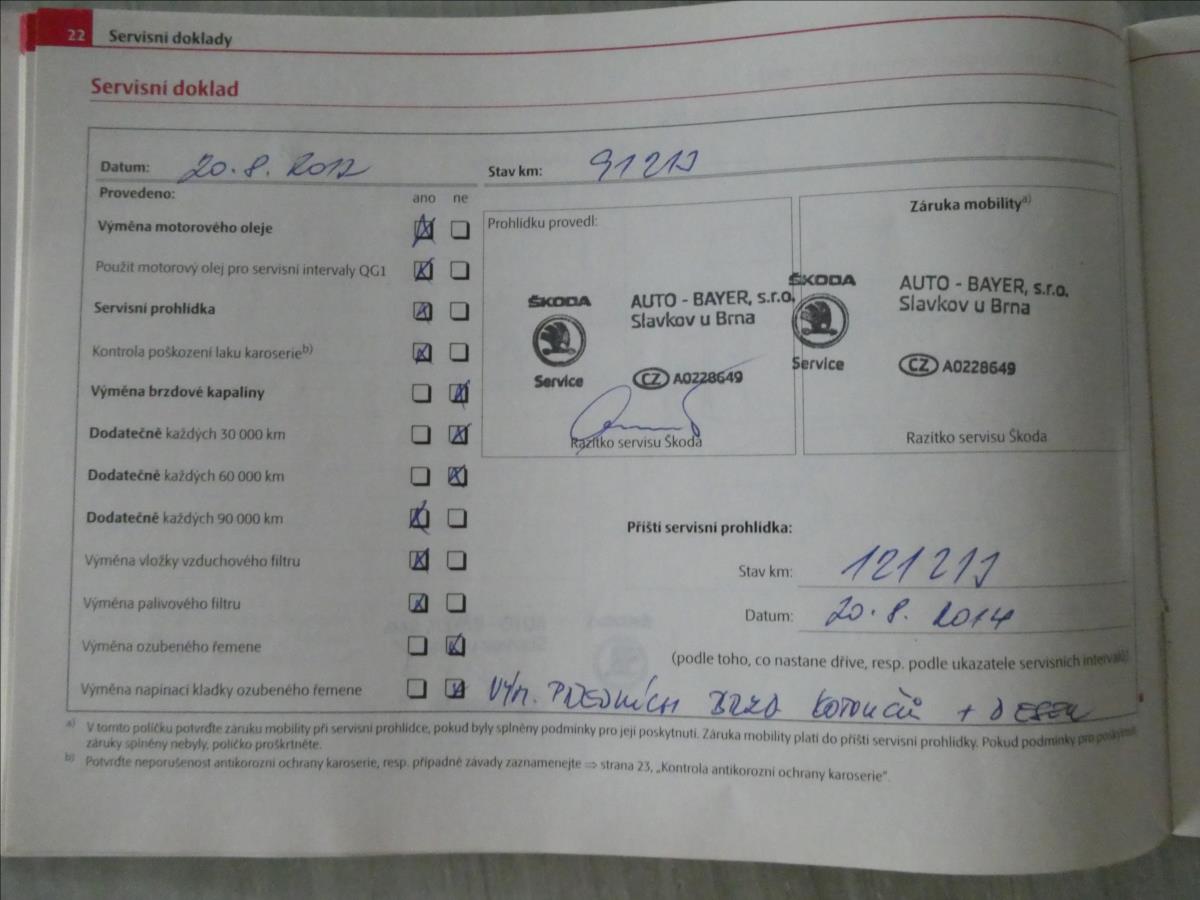 22 Servisní doklady
Servisní doklad
Datum: 20.8. 2012
Stav km: 91213
Provedeno: ano ne
Výměna motorového oleje
Použit motorový olej pro servisní intervaly QG1
Servisní prohlídka
Kontrola poškození laku karoserie b)
Výměna brzdové kapaliny
Dodatečně každých 30 000 km
Dodatečně každých 60 000 km
Dodatečně každých 90 000 km
Výměna vložky vzduchového filtru
Výměna palivového filtru
Výměna ozubeného řemene
Výměna napínací kladky ozubeného řemene
Prohlídku provedl:
ŠKODA
Service
AUTO - BAYER, s.r.o.
Slavkov u Brna
CZ A0228649
Razítko servisu Škoda
Záruka mobility a)
ŠKODA
Service
AUTO - BAYER, s.r.o.
Slavkov u Brna
CZ A0228649
Razítko servisu Škoda
Příští servisní prohlídka:
Stav km: 121213
Datum: 20.8. 2014
(podle toho, co nastane dříve, resp. podle ukazatele servisních intervalů)
VÝM. PŘEDNÍCH BRZD KOTOUČŮ + DESEK
a) V tomto políčku potvrďte záruku mobility při servisní prohlídce, pokud byly splněny podmínky pro její poskytnutí. Záruka mobility platí do příští servisní prohlídky. Pokud podmínky pro poskytnutí
záruky splněny nebyly, políčko proškrtněte.
b) Potvrďte neporušenost antikorozní ochrany karoserie, resp. případné závady zaznamenejte ⇒ strana 23, „Kontrola antikorozní ochrany karoserie“.